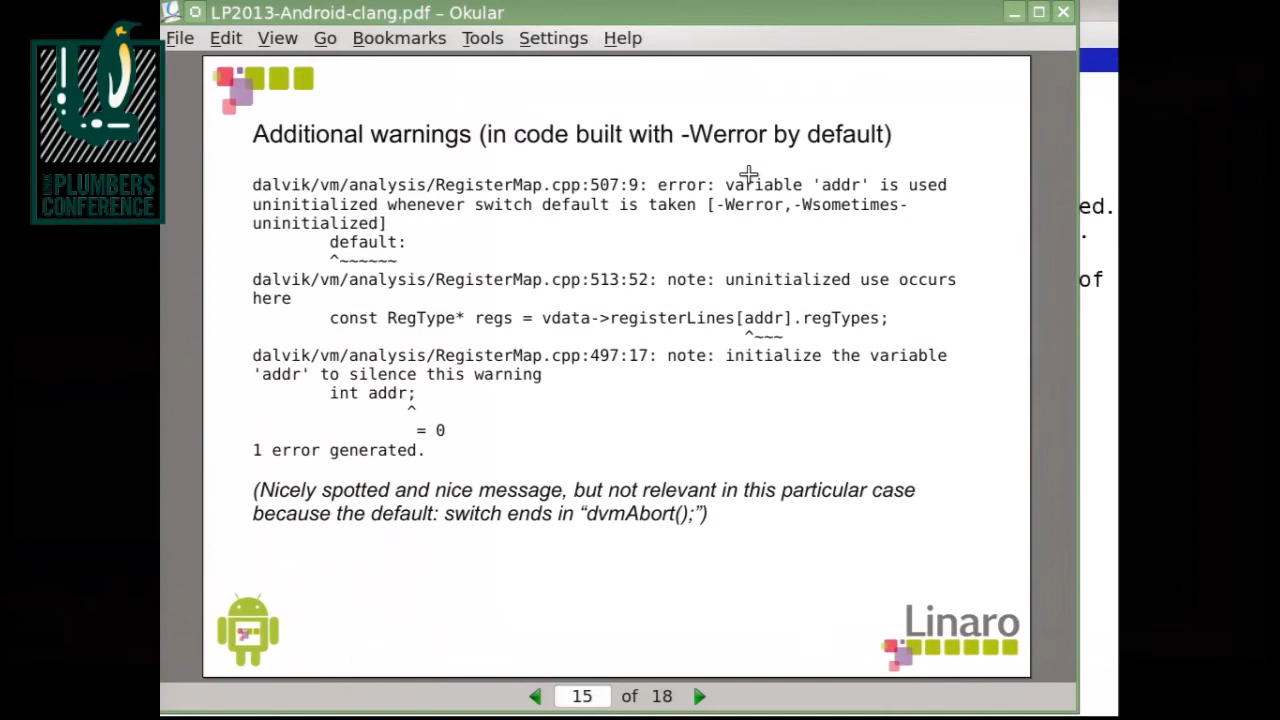 LP2013-Android-clang.pdf – Okular
File Edit View Go Bookmarks Tools Settings Help
LINUX
PLUMBERS
CONFERENCE
Additional warnings (in code built with -Werror by default)
dalvik/vm/analysis/RegisterMap.cpp:507:9: error: variable 'addr' is used
uninitialized whenever switch default is taken [-Werror,-Wsometimes-
uninitialized]
default:
^~~~~~~
dalvik/vm/analysis/RegisterMap.cpp:513:52: note: uninitialized use occurs
here
const RegType* regs = vdata->registerLines[addr].regTypes;
^~~~
dalvik/vm/analysis/RegisterMap.cpp:497:17: note: initialize the variable
'addr' to silence this warning
int addr;
^
= 0
1 error generated.
(Nicely spotted and nice message, but not relevant in this particular case
because the default: switch ends in “dvmAbort();”)
ed.
.
of
Linaro
15 of 18